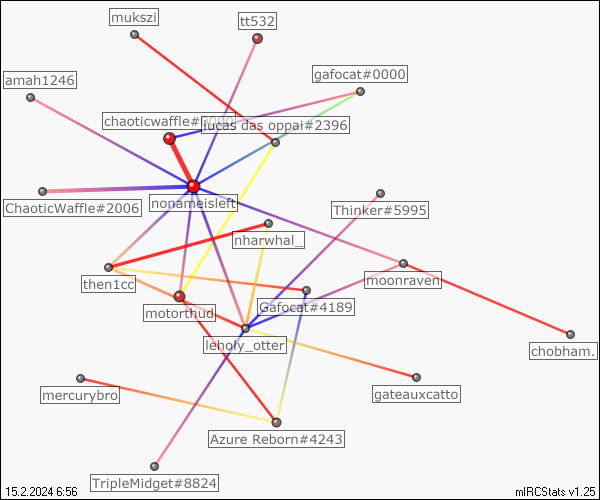 mukszi
tt532
gafocat#0000
amah1246
chaoticwaffle#0000
lucas das oppai#2396
nonameisleft
ChaoticWaffle#2006
Thinker#5995
nharwhal_
then1cc
moonraven
motorthud
Gafocat#4189
leholy_otter
chobham.
mercurybro
gateauxcatto
Azure Reborn#4243
TripleMidget#8824
15.2.2024 6:56
mIRCStats v1.25